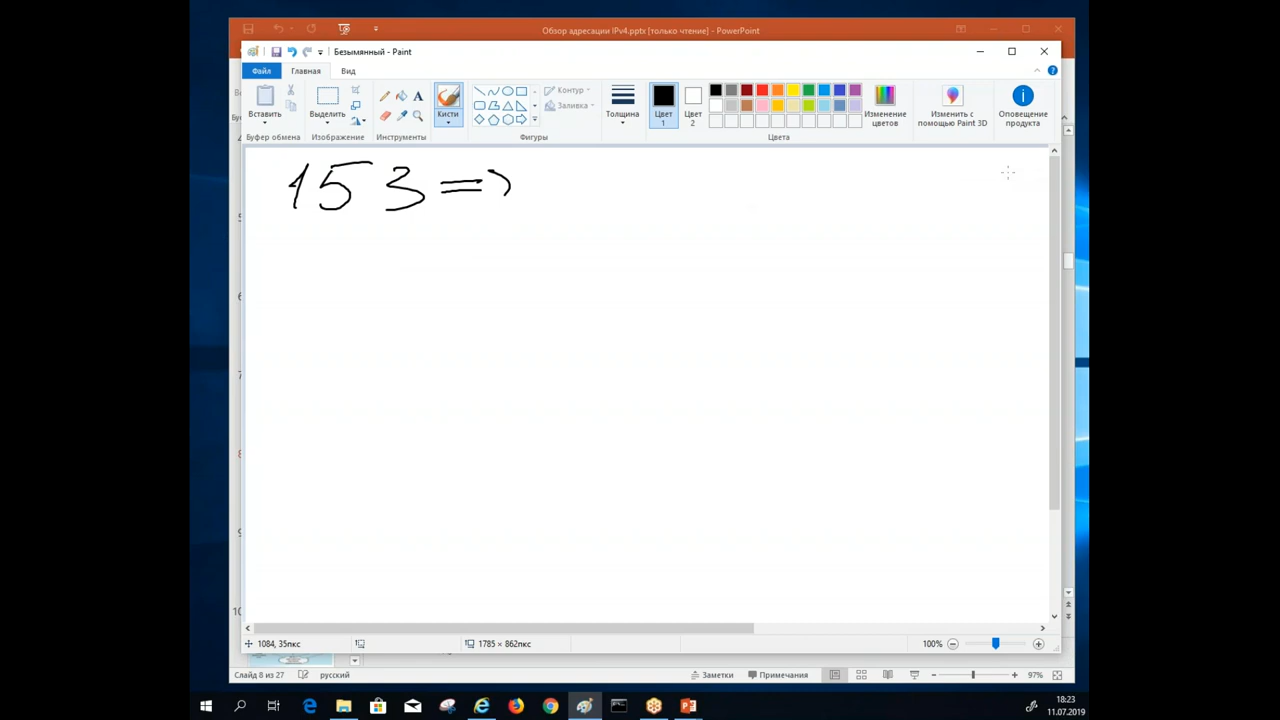 Обзор адресации IPv4.pptx [только чтение] - PowerPoint
Безымянный - Paint
Файл Главная Вид
Вставить Выделить Кисти Контур Заливка Толщина Цвет 1 Цвет 2 Изменение цветов Изменить с помощью Paint 3D Оповещение продукта
Буфер обмена Изображение Инструменты Фигуры Цвета
153 =>
1084, 35пкс 1785 × 862пкс 100%
Слайд 8 из 27 русский Заметки Примечания 97%
18:23
11.07.2019